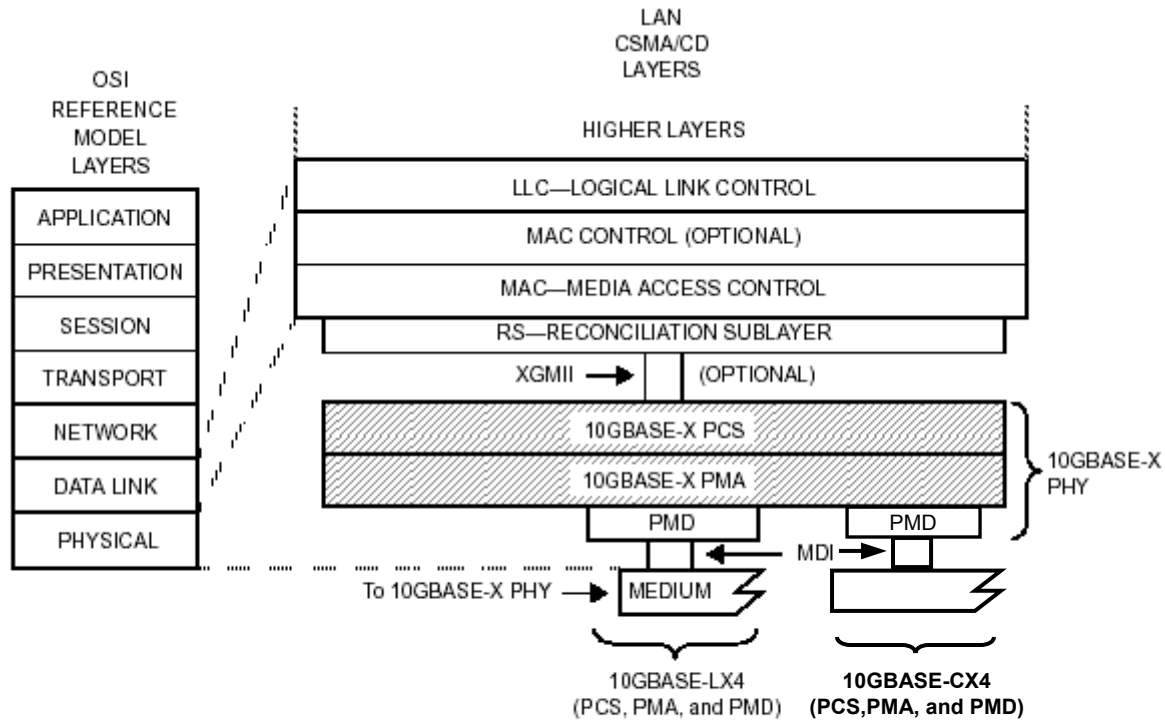 LAN
CSMA/CD
LAYERS
OSI
REFERENCE
MODEL
LAYERS
HIGHER LAYERS
LLC—LOGICAL LINK CONTROL
MAC CONTROL (OPTIONAL)
MAC—MEDIA ACCESS CONTROL
RS—RECONCILIATION SUBLAYER
APPLICATION
PRESENTATION
SESSION
TRANSPORT
NETWORK
DATA LINK
PHYSICAL
XGMII
(OPTIONAL)
10GBASE-X PCS
10GBASE-X PMA
10GBASE-X
PHY
PMD
PMD
MDI
To 10GBASE-X PHY
MEDIUM
10GBASE-LX4
(PCS, PMA, and PMD)
10GBASE-CX4
(PCS,PMA, and PMD)